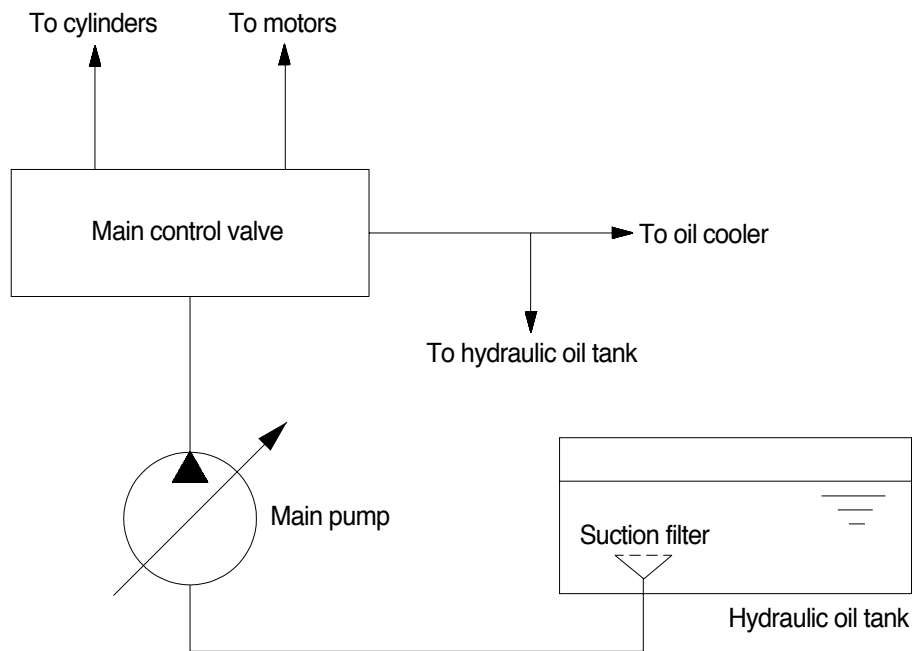 To cylinders
To motors
Main control valve
To oil cooler
To hydraulic oil tank
Main pump
Suction filter
Hydraulic oil tank